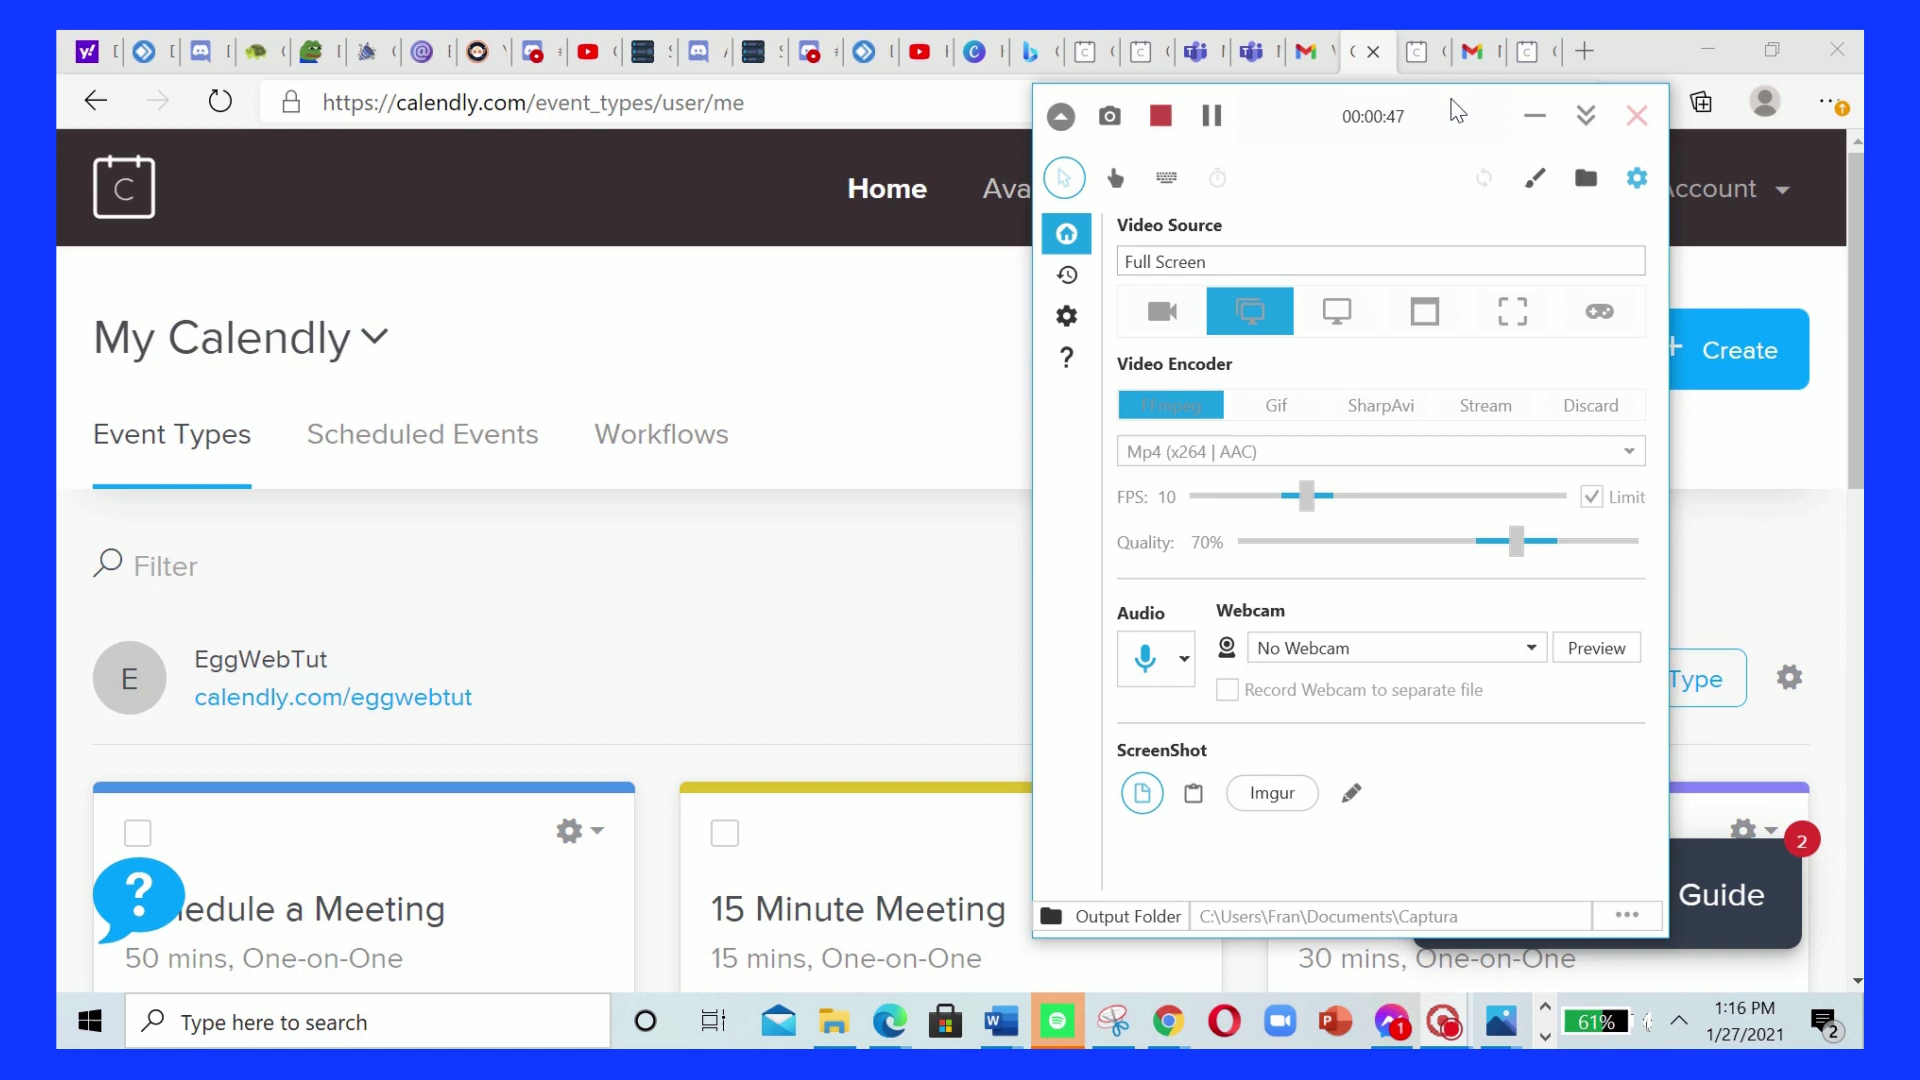 https://calendly.com/event_types/user/me
00:00:47
C
Home
Ava
Account
Video Source
Full Screen
My Calendly
Create
Video Encoder
FFmpeg
Gif
SharpAvi
Stream
Discard
Event Types
Scheduled Events
Workflows
Mp4 (x264 | AAC)
FPS: 10
Limit
Quality: 70%
Filter
Audio
Webcam
No Webcam
Preview
Record Webcam to separate file
E
EggWebTut
calendly.com/eggwebtut
Type
ScreenShot
Imgur
2
? edule a Meeting
50 mins, One-on-One
15 Minute Meeting
15 mins, One-on-One
Guide
Output Folder
C:\Users\Fran\Documents\Captura
30 mins, One-on-One
Type here to search
61%
1:16 PM
1/27/2021
2
1